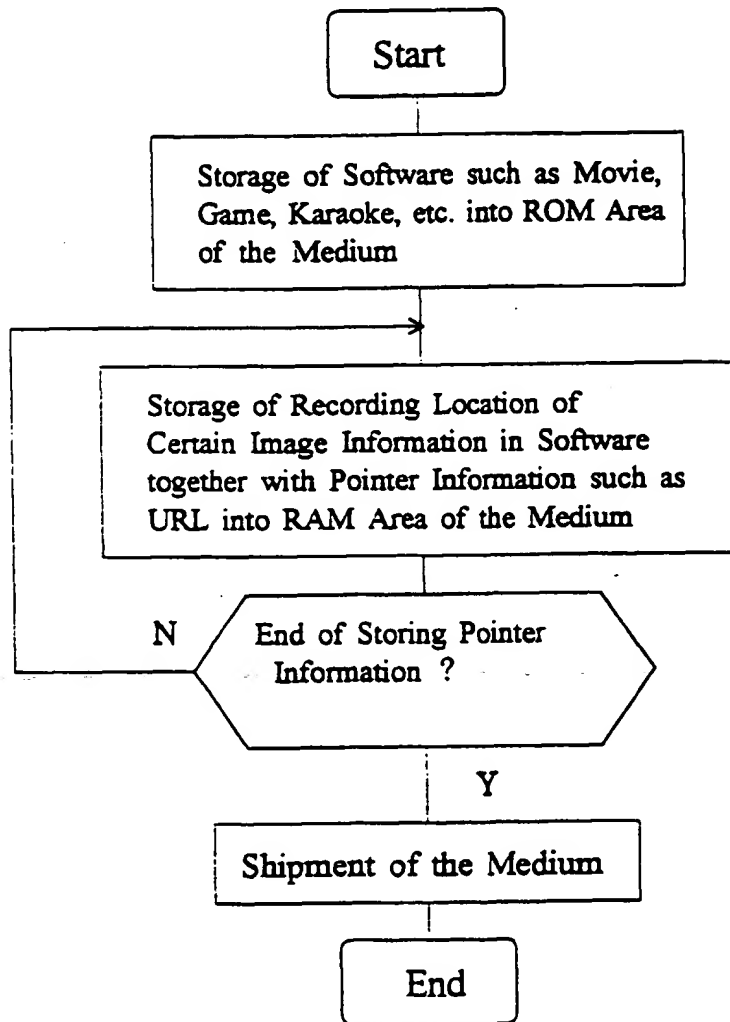 Start
Storage of Software such as Movie,
Game, Karaoke, etc. into ROM Area
of the Medium
Storage of Recording Location of
Certain Image Information in Software
together with Pointer Information such as
URL into RAM Area of the Medium
N
End of Storing Pointer
Information ?
Y
Shipment of the Medium
End